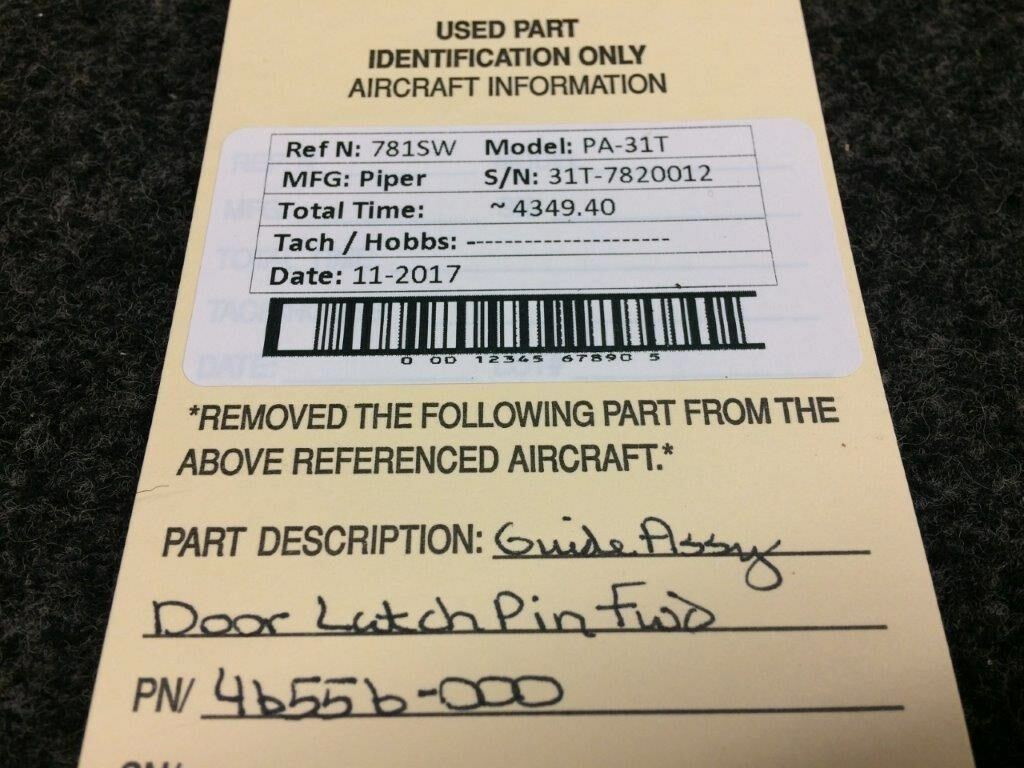 USED PART
IDENTIFICATION ONLY
AIRCRAFT INFORMATION
Ref N: 781SW Model: PA-31T
MFG: Piper S/N: 31T-7820012
Total Time: ~ 4349.40
Tach / Hobbs: --------------------
Date: 11-2017
0 00 12345 67890 5
*REMOVED THE FOLLOWING PART FROM THE
ABOVE REFERENCED AIRCRAFT.*
PART DESCRIPTION: Guide Assy
Door Latch Pin Fwd
PN/ 46556-000